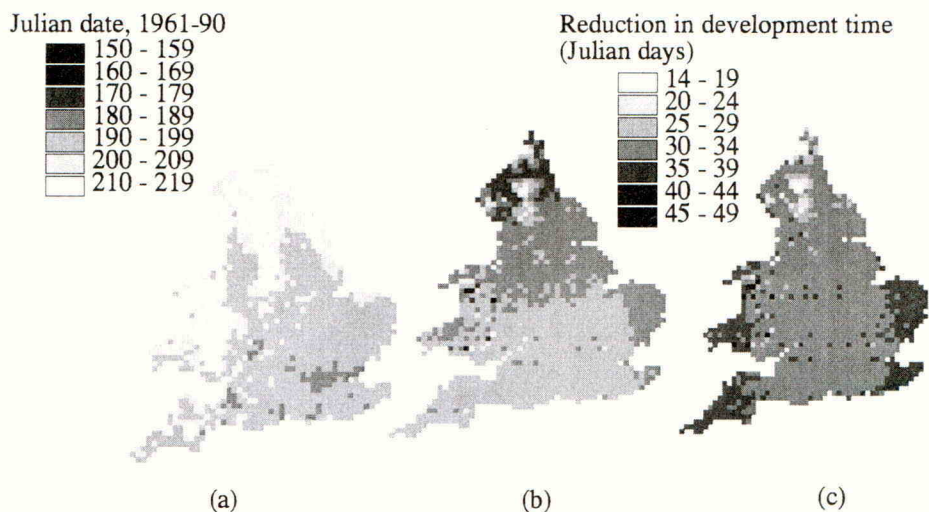 Julian date, 1961-90
150 - 159
160 - 169
170 - 179
180 - 189
190 - 199
200 - 209
210 - 219
Reduction in development time
(Julian days)
14 - 19
20 - 24
25 - 29
30 - 34
35 - 39
40 - 44
45 - 49
(a)
(b)
(c)